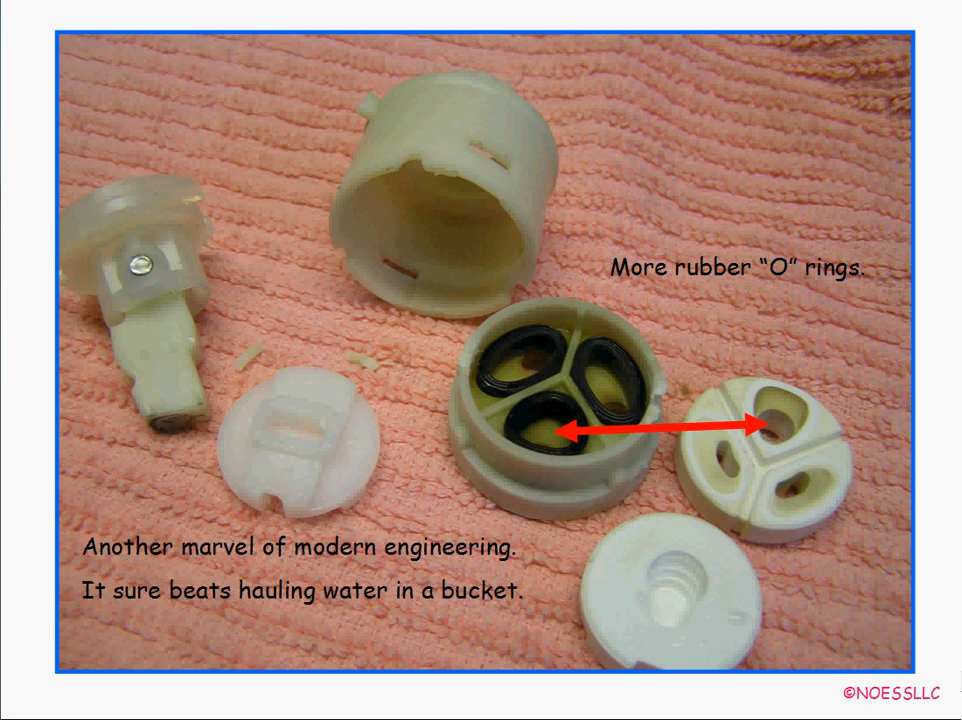 More rubber “O” rings.
Another marvel of modern engineering.
It sure beats hauling water in a bucket.
©NOESSLLC